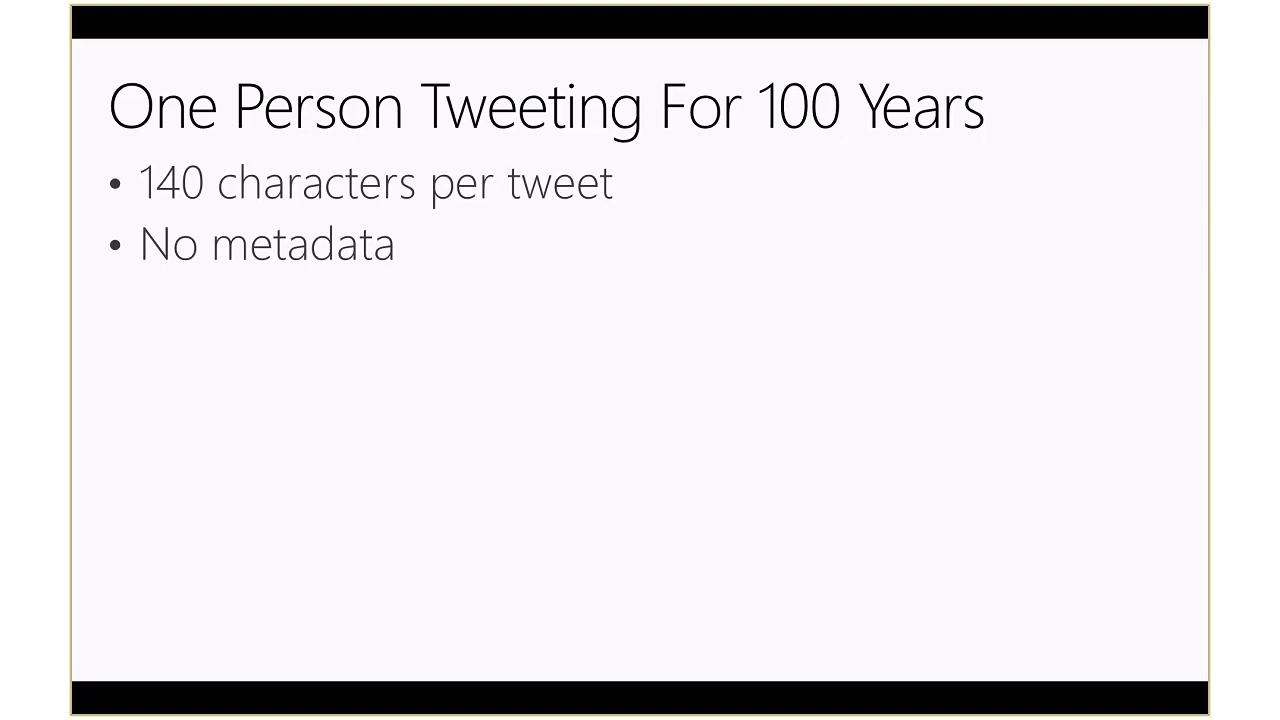 One Person Tweeting For 100 Years
• 140 characters per tweet
• No metadata